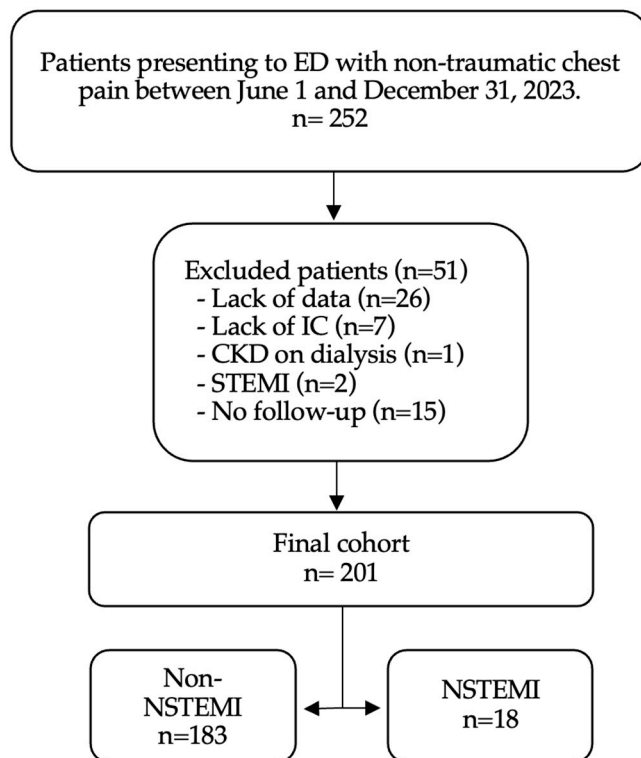 Patients presenting to ED with non-traumatic chest
pain between June 1 and December 31, 2023.
n= 252
Excluded patients (n=51)
- Lack of data (n=26)
- Lack of IC (n=7)
- CKD on dialysis (n=1)
- STEMI (n=2)
- No follow-up (n=15)
Final cohort
n= 201
Non-
NSTEMI
n=183
NSTEMI
n=18